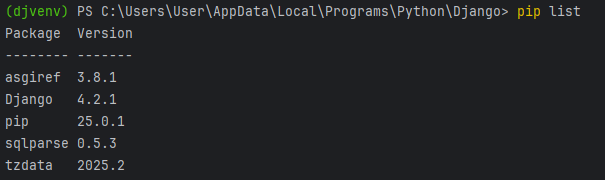 (djvenv) PS C:\Users\User\AppData\Local\Programs\Python\Django> pip list
Package  Version
-------- -------
asgiref  3.8.1
Django   4.2.1
pip      25.0.1
sqlparse 0.5.3
tzdata   2025.2